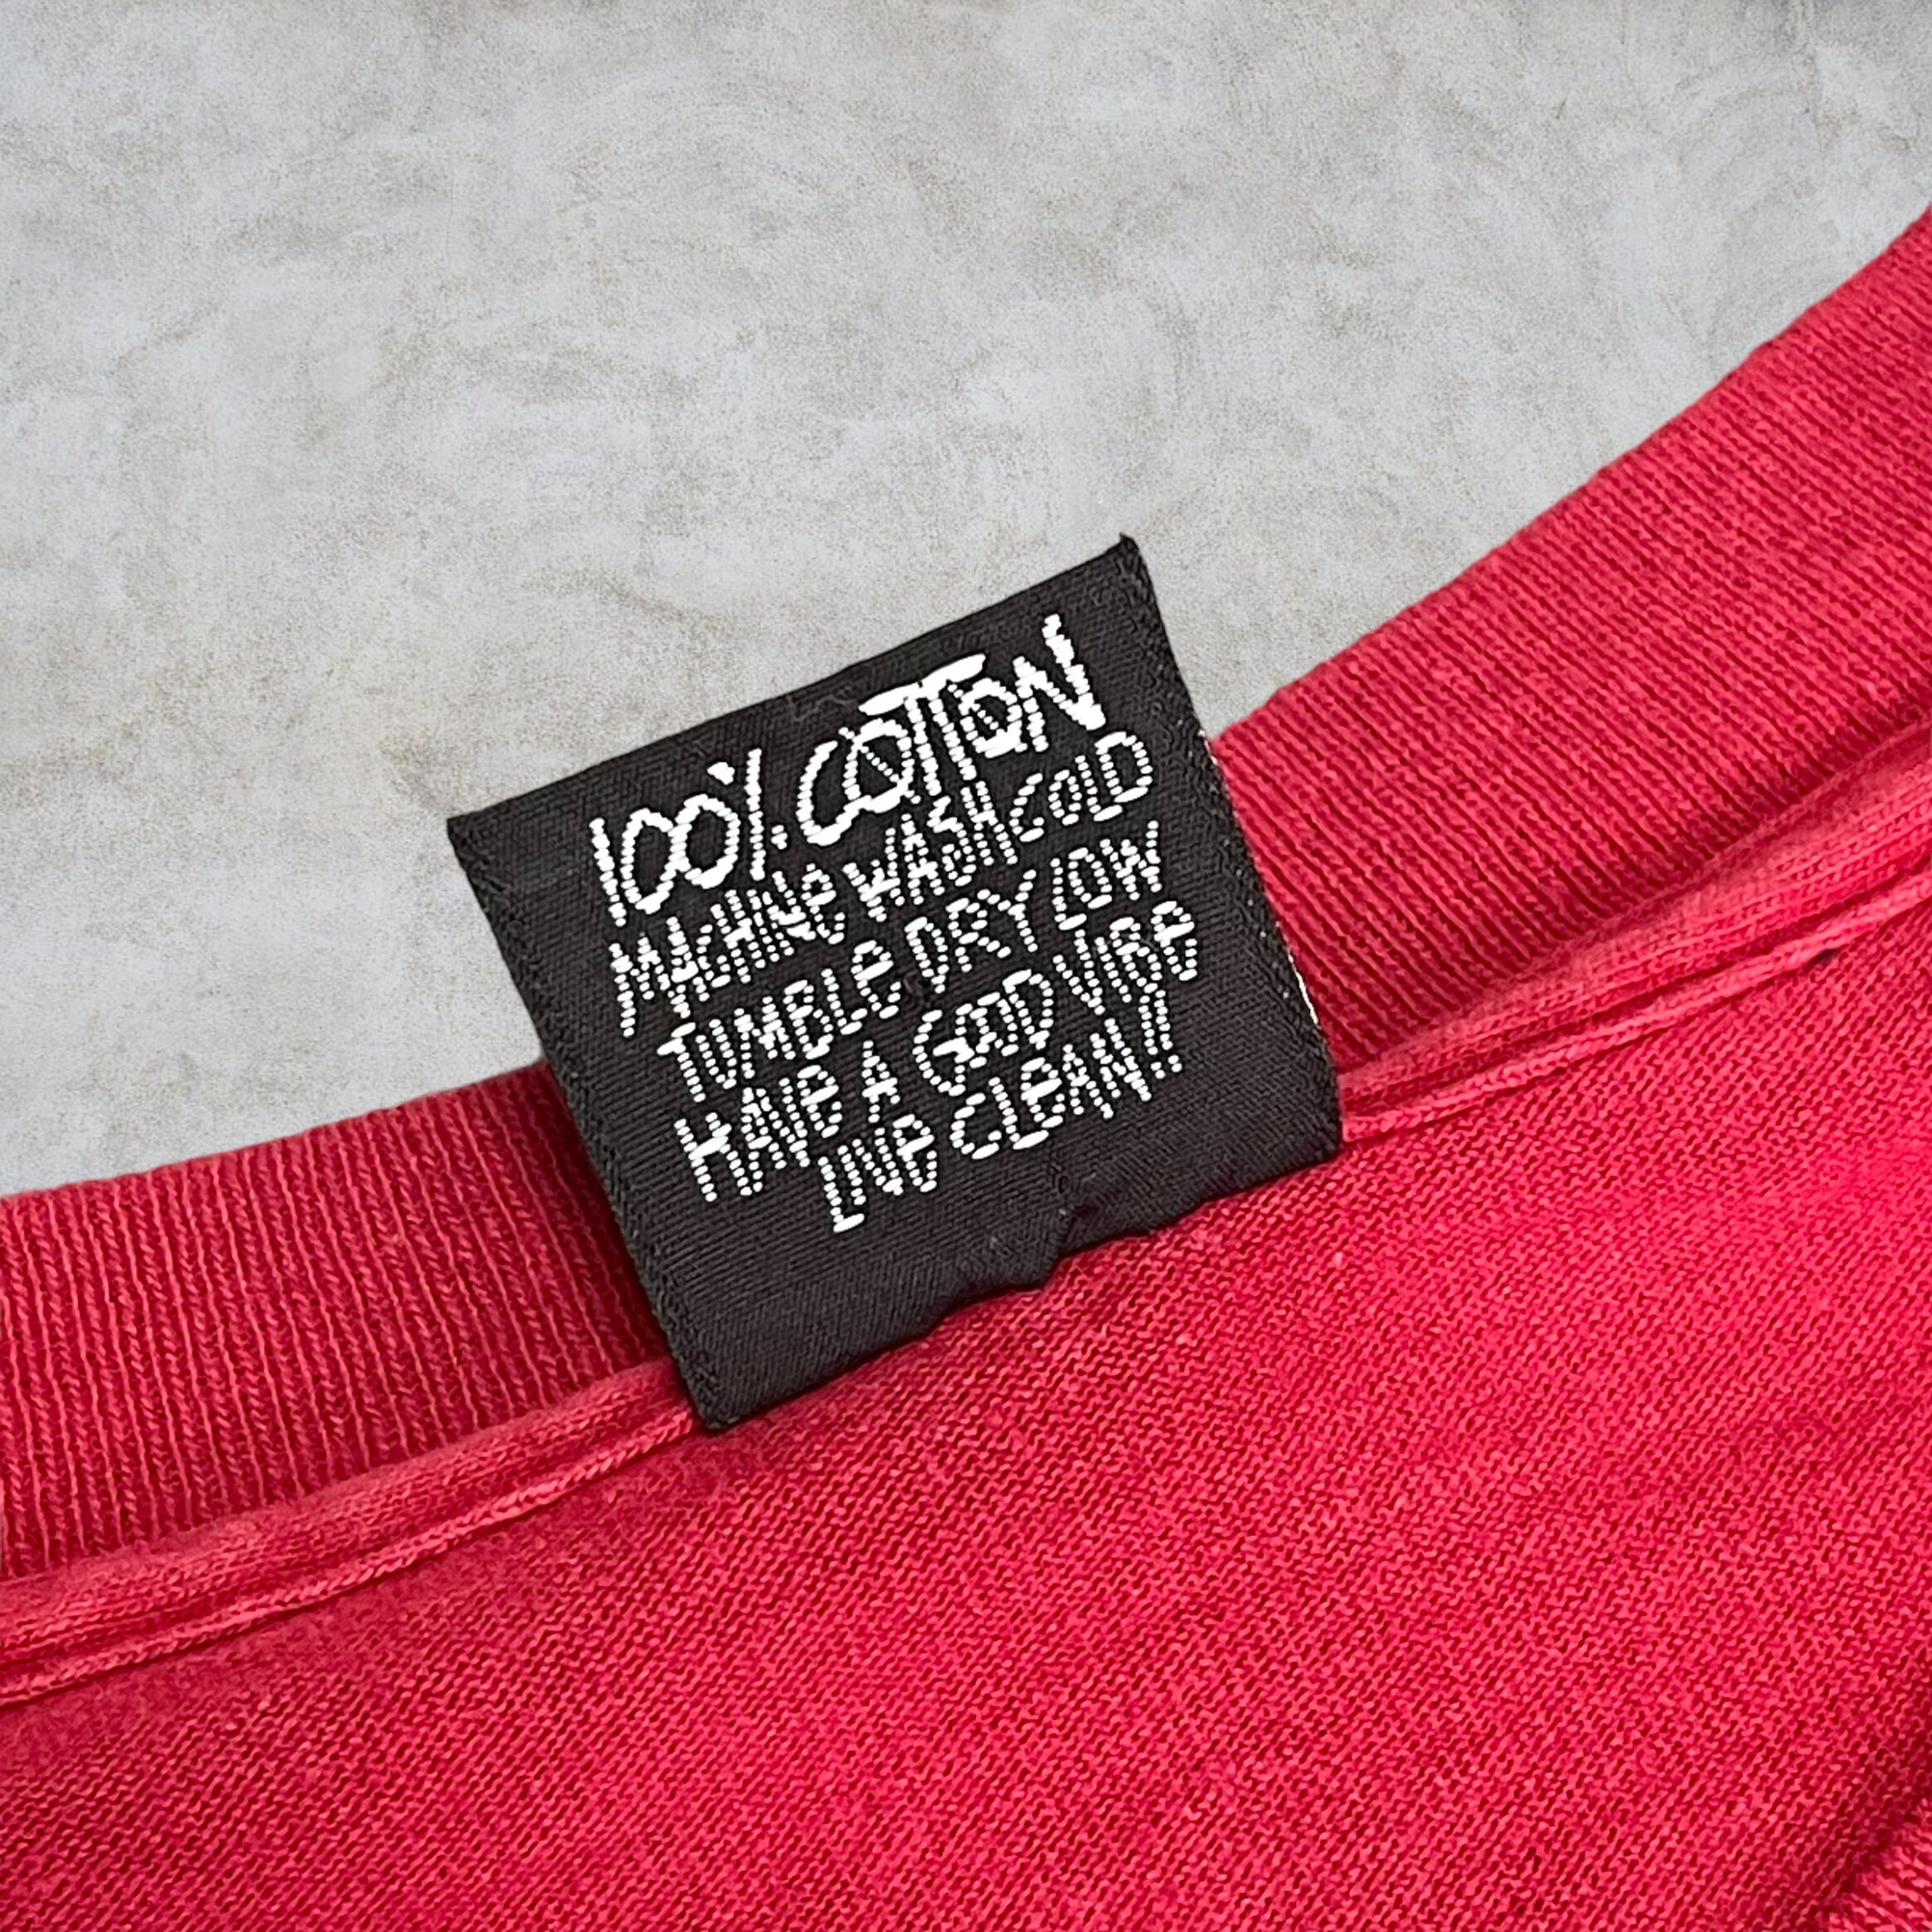 100% COTTON
MACHINe WASH COLD
TUMBLe DRY LOW
HAVe A GOOD VIBe
LIVe CLeAN!!